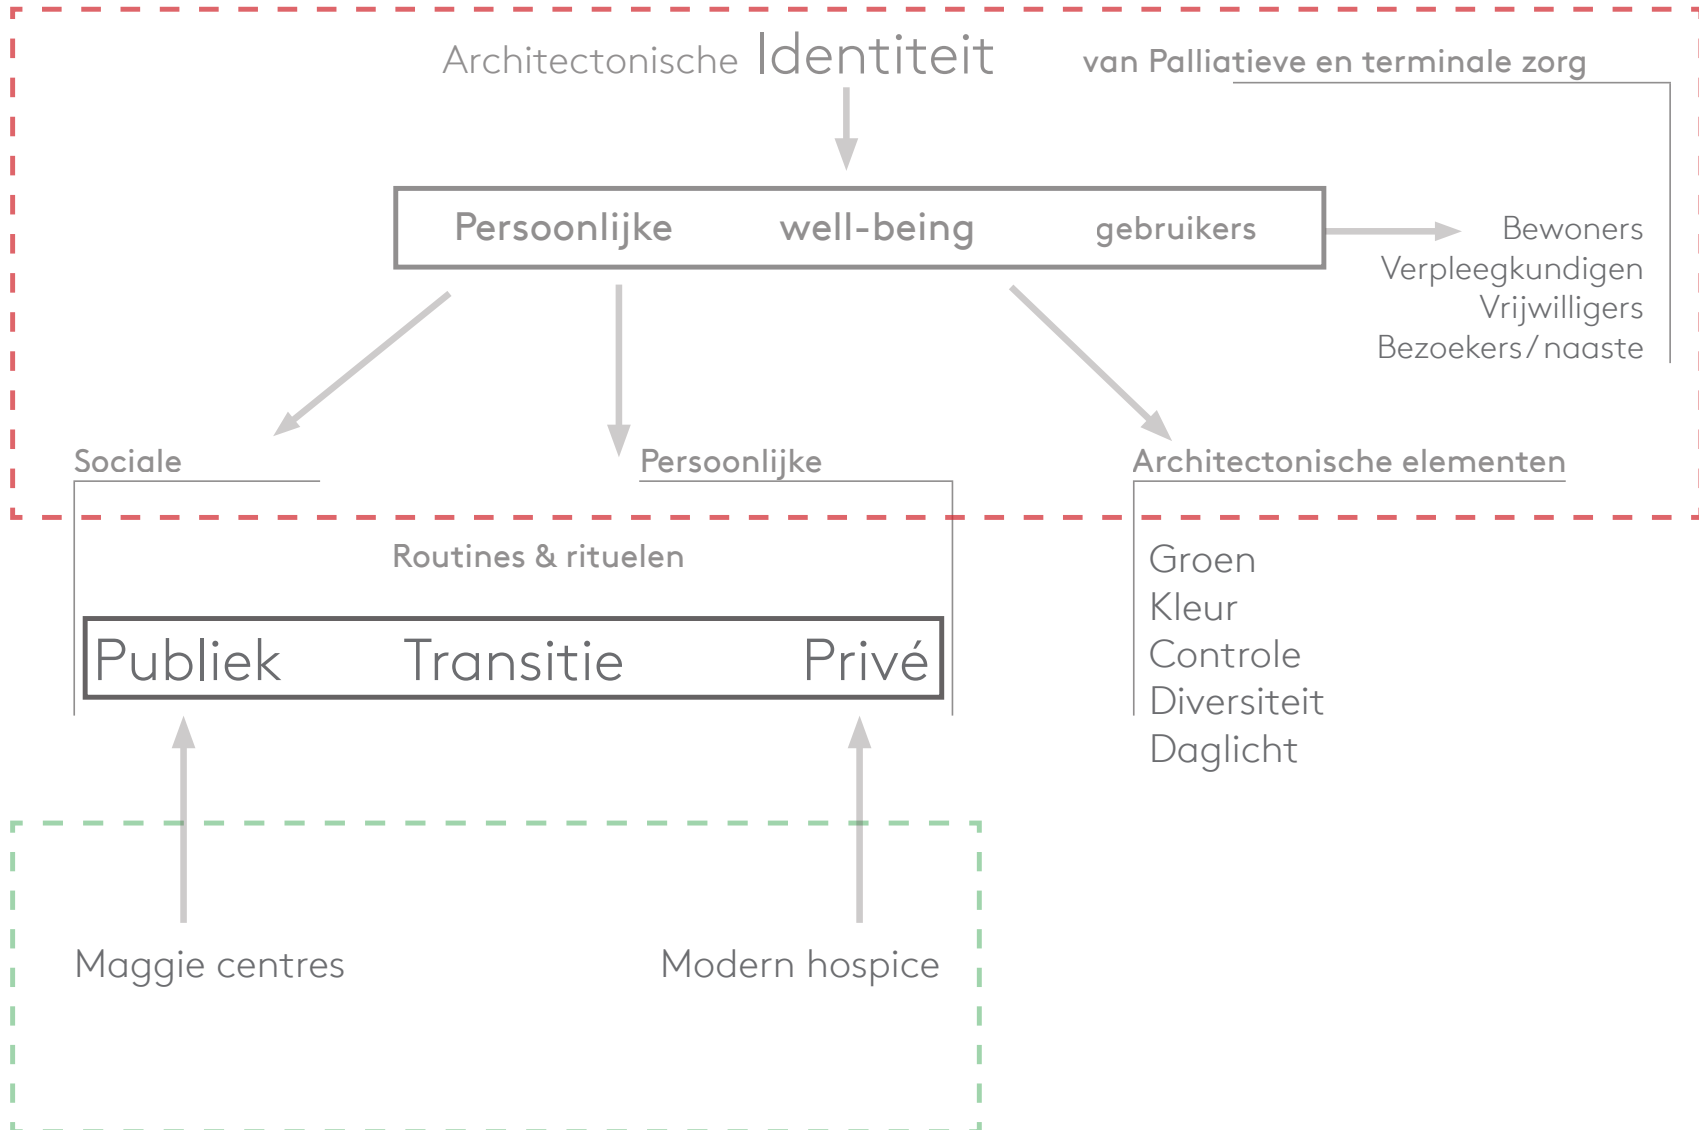 Architectonische Identiteit van Palliatieve en terminale zorg
Persoonlijke well-being gebruikers
Bewoners
Verpleegkundigen
Vrijwilligers
Bezoekers/naaste
Sociale
Persoonlijke
Architectonische elementen
Routines & rituelen
Publiek Transitie Privé
Groen
Kleur
Controle
Diversiteit
Daglicht
Maggie centres
Modern hospice